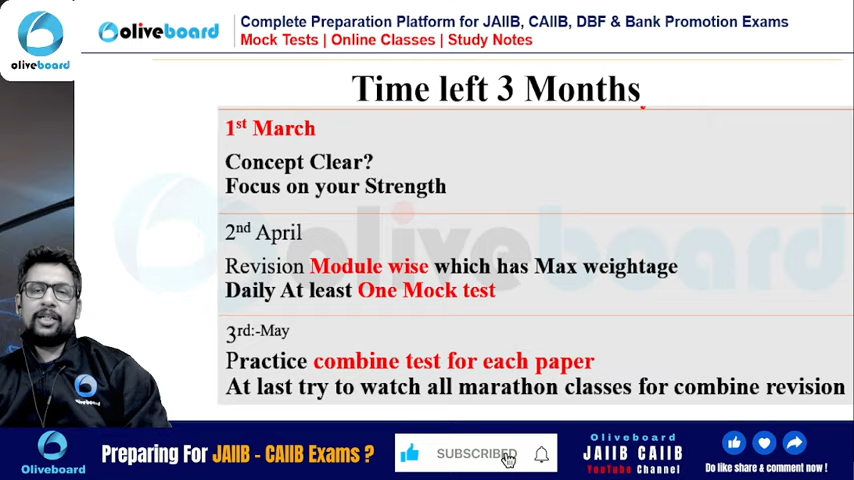 oliveboard
oliveboard
Complete Preparation Platform for JAIIB, CAIIB, DBF & Bank Promotion Exams
Mock Tests | Online Classes | Study Notes
Time left 3 Months
1st March
Concept Clear?
Focus on your Strength
2nd April
Revision Module wise which has Max weightage
Daily At least One Mock test
3rd:-May
Practice combine test for each paper
At last try to watch all marathon classes for combine revision
oliveboard
oliveboard
Oliveboard
Preparing For JAIIB - CAIIB Exams ?
SUBSCRIBED
Oliveboard
JAIIB CAIIB
YouTube Channel
Do like share & comment now !